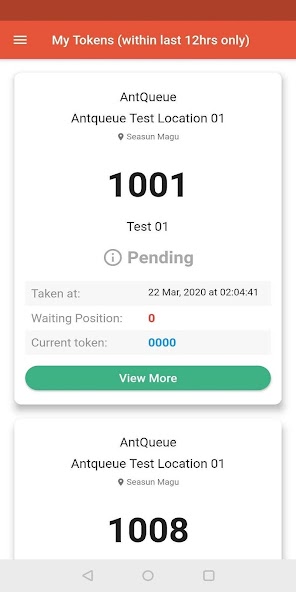 My Tokens (within last 12hrs only)
AntQueue
Antqueue Test Location 01
Seasun Magu
1001
Test 01
Pending
Taken at: 22 Mar, 2020 at 02:04:41
Waiting Position: 0
Current token: 0000
View More
AntQueue
Antqueue Test Location 01
Seasun Magu
1008